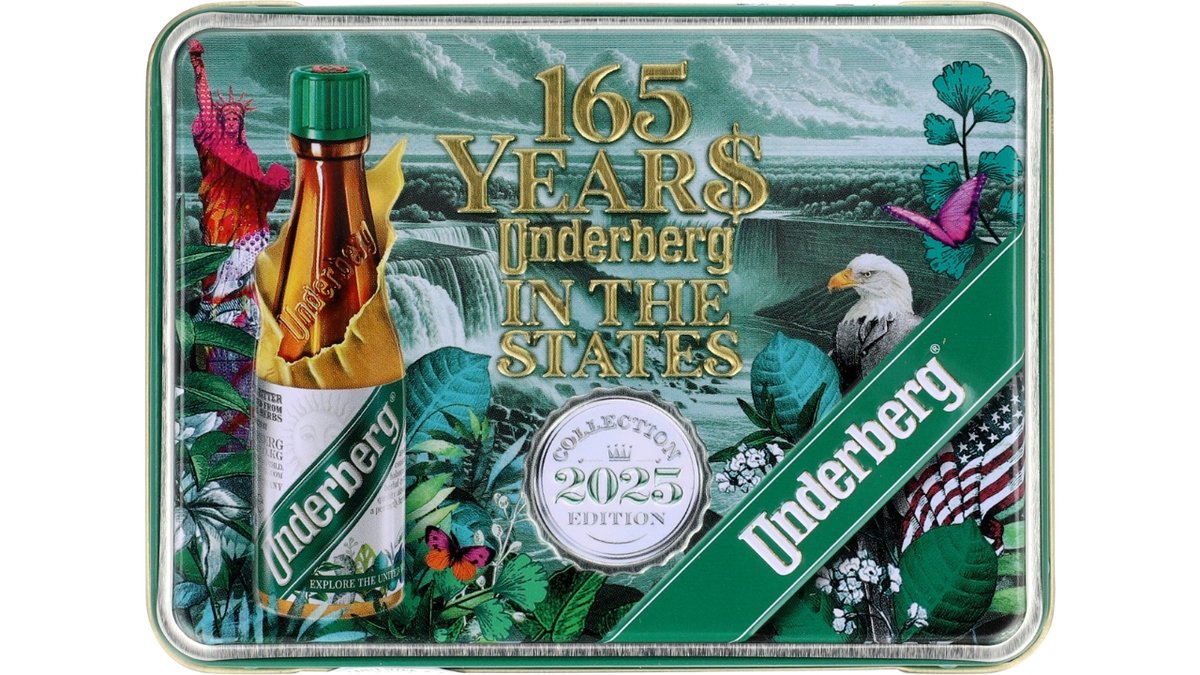 165
YEAR$
Underberg
IN THE
STATES
COLLECTION
2025
EDITION
Underberg®
Underberg
Underberg®
EXPLORE THE UNITE